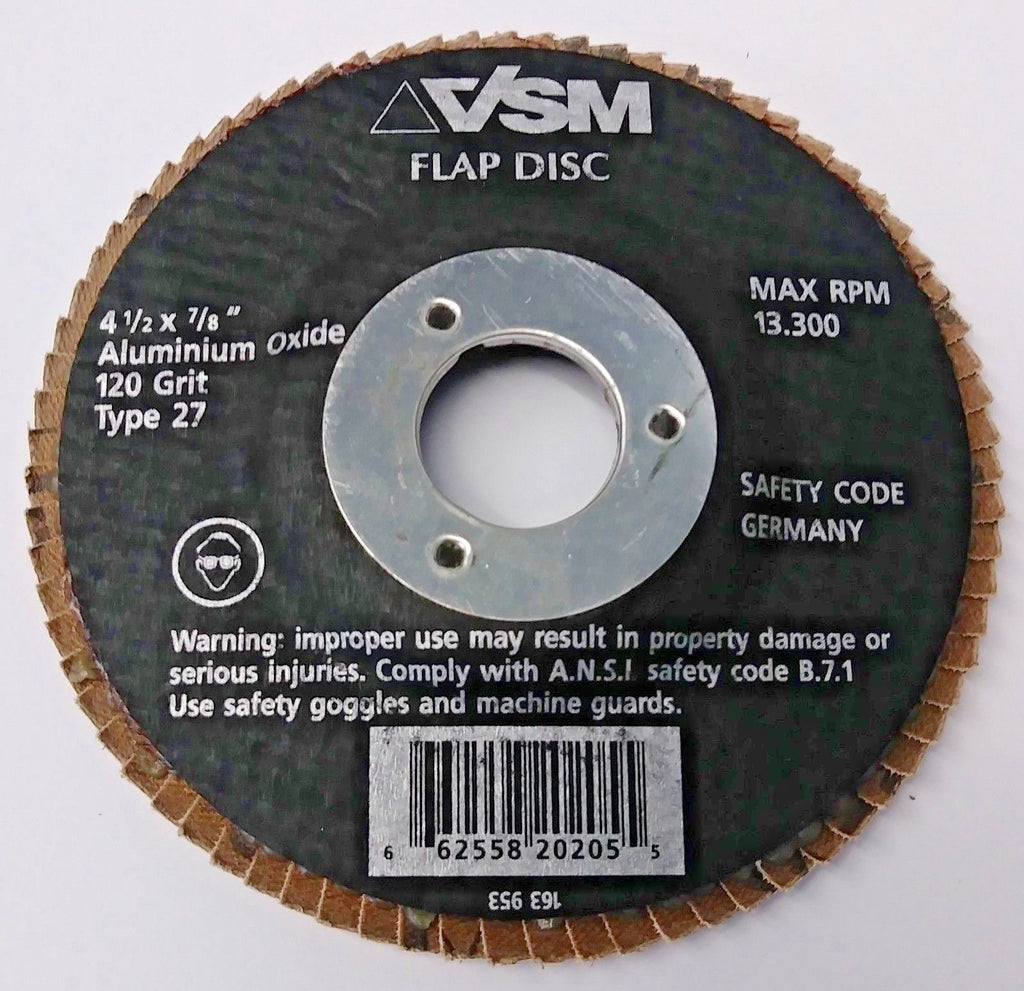 VSM
FLAP DISC
4 1/2 x 7/8 "
Aluminium Oxide
120 Grit
Type 27
MAX RPM
13.300
SAFETY CODE
GERMANY
Warning: improper use may result in property damage or
serious injuries. Comply with A.N.S.I. safety code B.7.1
Use safety goggles and machine guards.
6 62558 20205 5
163 953